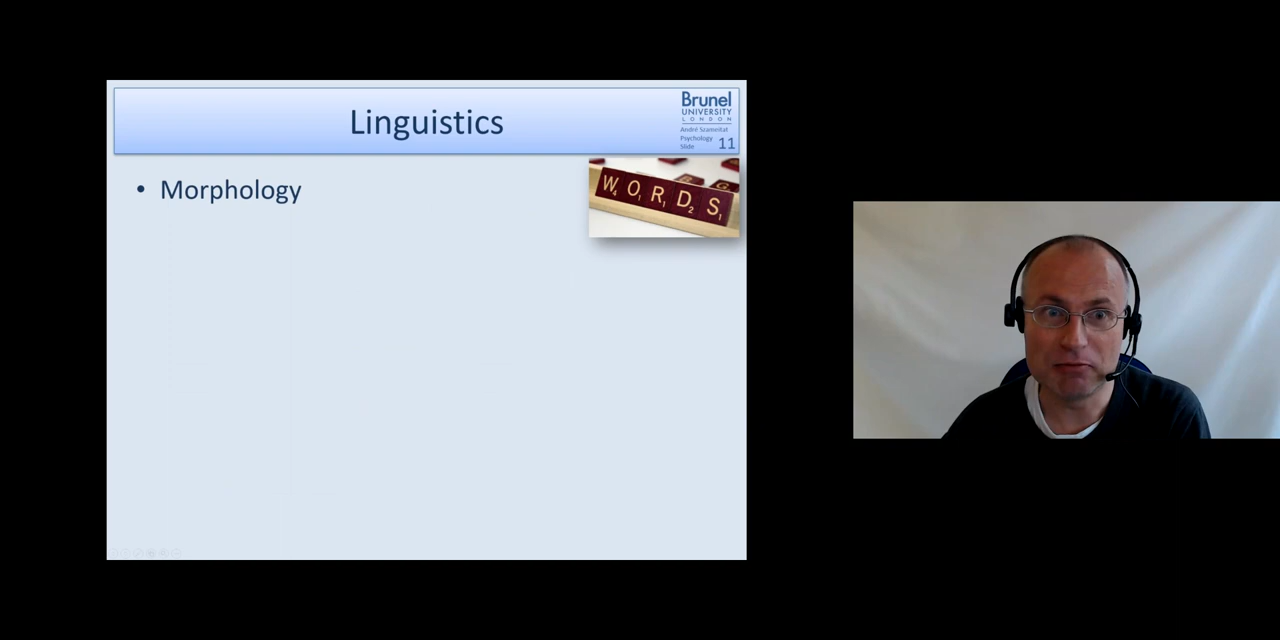 Linguistics
Brunel
UNIVERSITY
LONDON
André Szameitat
Psychology
Slide 11
• Morphology
WORDS